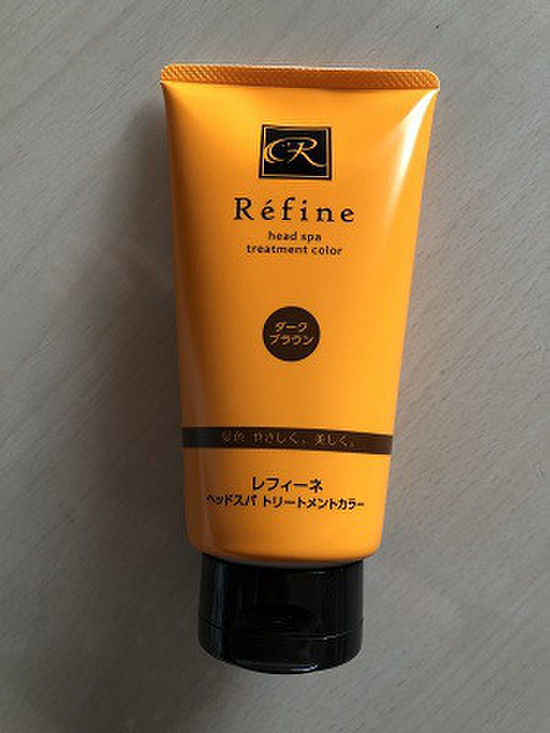 R
Réfine
head spa
treatment color
ダーク
ブラウン
髪色 やさしく、美しく。
レフィーネ
ヘッドスパ トリートメントカラー